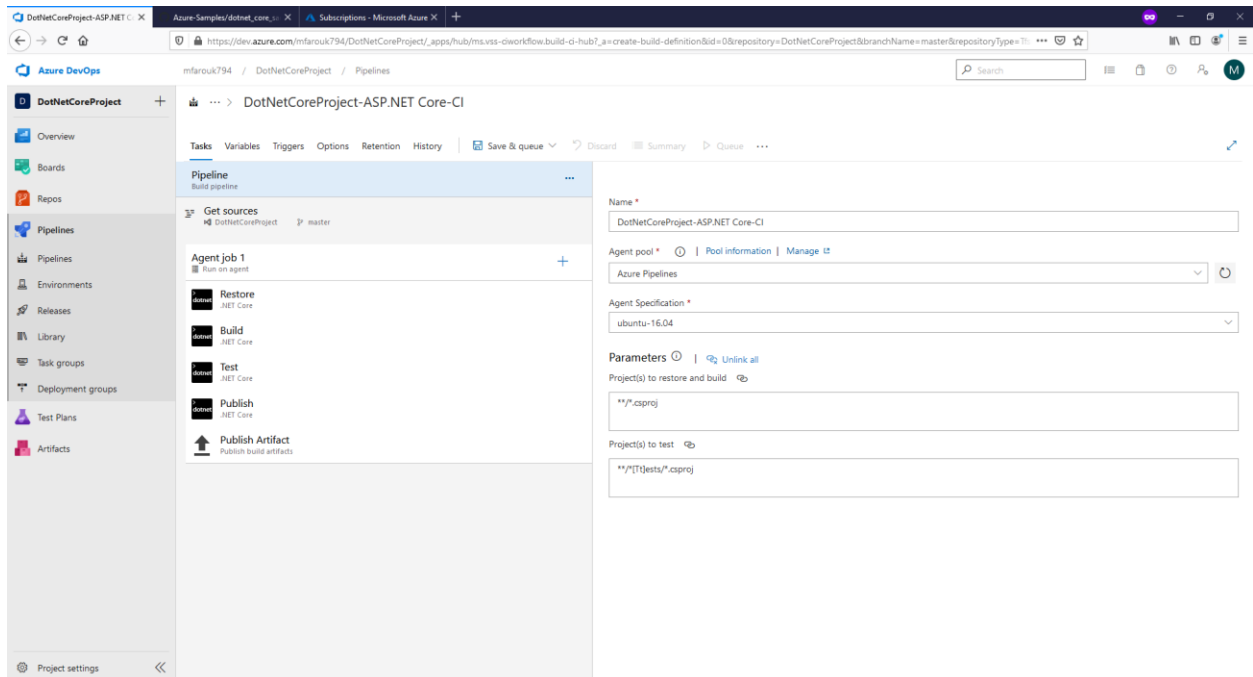 DotNetCoreProject-ASP.NET C
Azure-Samples/dotnet_core_sa
Subscriptions - Microsoft Azure
https://dev.azure.com/mfarouk794/DotNetCoreProject/_apps/hub/ms.vss-ciworkflow.build-ci-hub?_a=create-build-definition&id=0&repository=DotNetCoreProject&branchName=master&repositoryType=T
Azure DevOps
mfarouk794 / DotNetCoreProject / Pipelines
Search
M
D DotNetCoreProject
DotNetCoreProject-ASP.NET Core-CI
Overview
Boards
Repos
Pipelines
Pipelines
Environments
Releases
Library
Task groups
Deployment groups
Test Plans
Artifacts
Project settings
Tasks Variables Triggers Options Retention History Save & queue Discard Summary Queue ...
Pipeline
Build pipeline
Get sources
DotNetCoreProject master
Agent job 1
Run on agent
dotnet Restore
.NET Core
dotnet Build
.NET Core
dotnet Test
.NET Core
dotnet Publish
.NET Core
Publish Artifact
Publish build artifacts
Name *
DotNetCoreProject-ASP.NET Core-CI
Agent pool * | Pool information | Manage
Azure Pipelines
Agent Specification *
ubuntu-16.04
Parameters | Unlink all
Project(s) to restore and build
**/*.csproj
Project(s) to test
**/*[Tt]ests/*.csproj